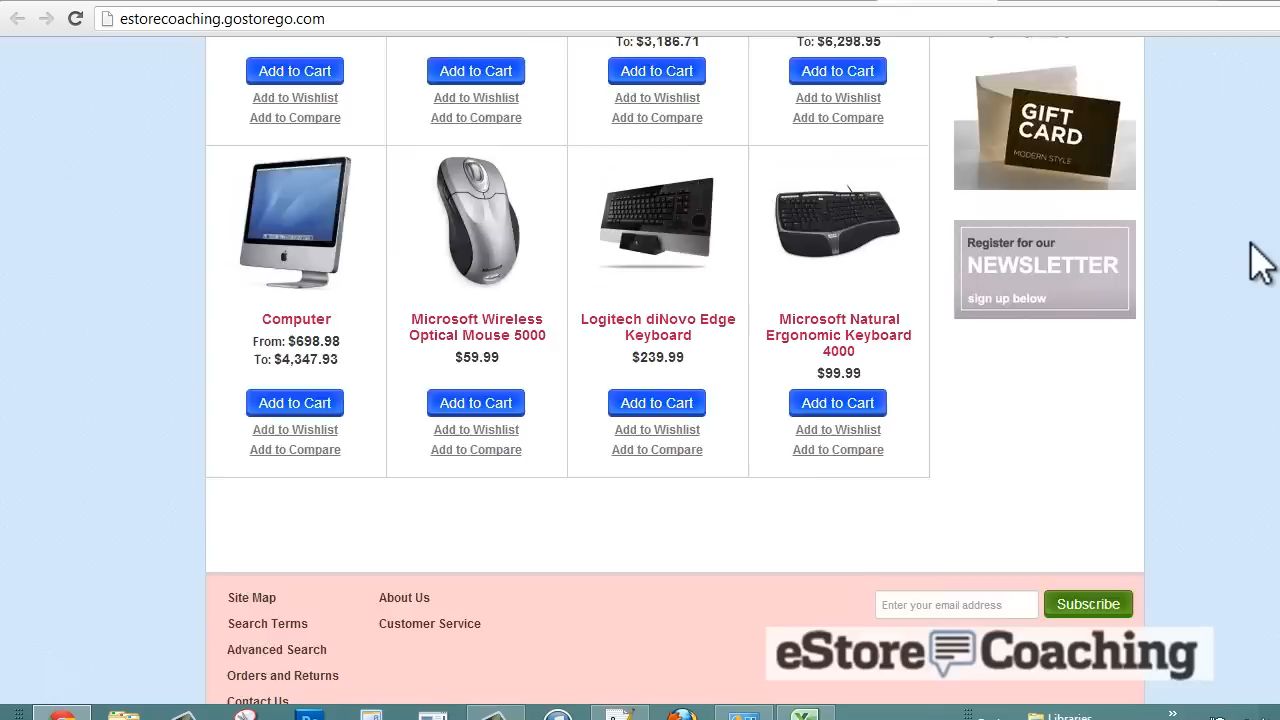 estorecoaching.gostorego.com
To: $3,186.71
To: $6,298.95
Add to Cart
Add to Cart
Add to Cart
Add to Cart
Add to Wishlist
Add to Wishlist
Add to Wishlist
Add to Wishlist
Add to Compare
Add to Compare
Add to Compare
Add to Compare
GIFT
CARD
MODERN STYLE
Register for our
NEWSLETTER
sign up below
Computer
From: $698.98
To: $4,347.93
Add to Cart
Add to Wishlist
Add to Compare
Microsoft Wireless
Optical Mouse 5000
$59.99
Add to Cart
Add to Wishlist
Add to Compare
Logitech diNovo Edge
Keyboard
$239.99
Add to Cart
Add to Wishlist
Add to Compare
Microsoft Natural
Ergonomic Keyboard
4000
$99.99
Add to Cart
Add to Wishlist
Add to Compare
Site Map
Search Terms
Advanced Search
Orders and Returns
Contact Us
About Us
Customer Service
Enter your email address
Subscribe
eStore Coaching
Libraries